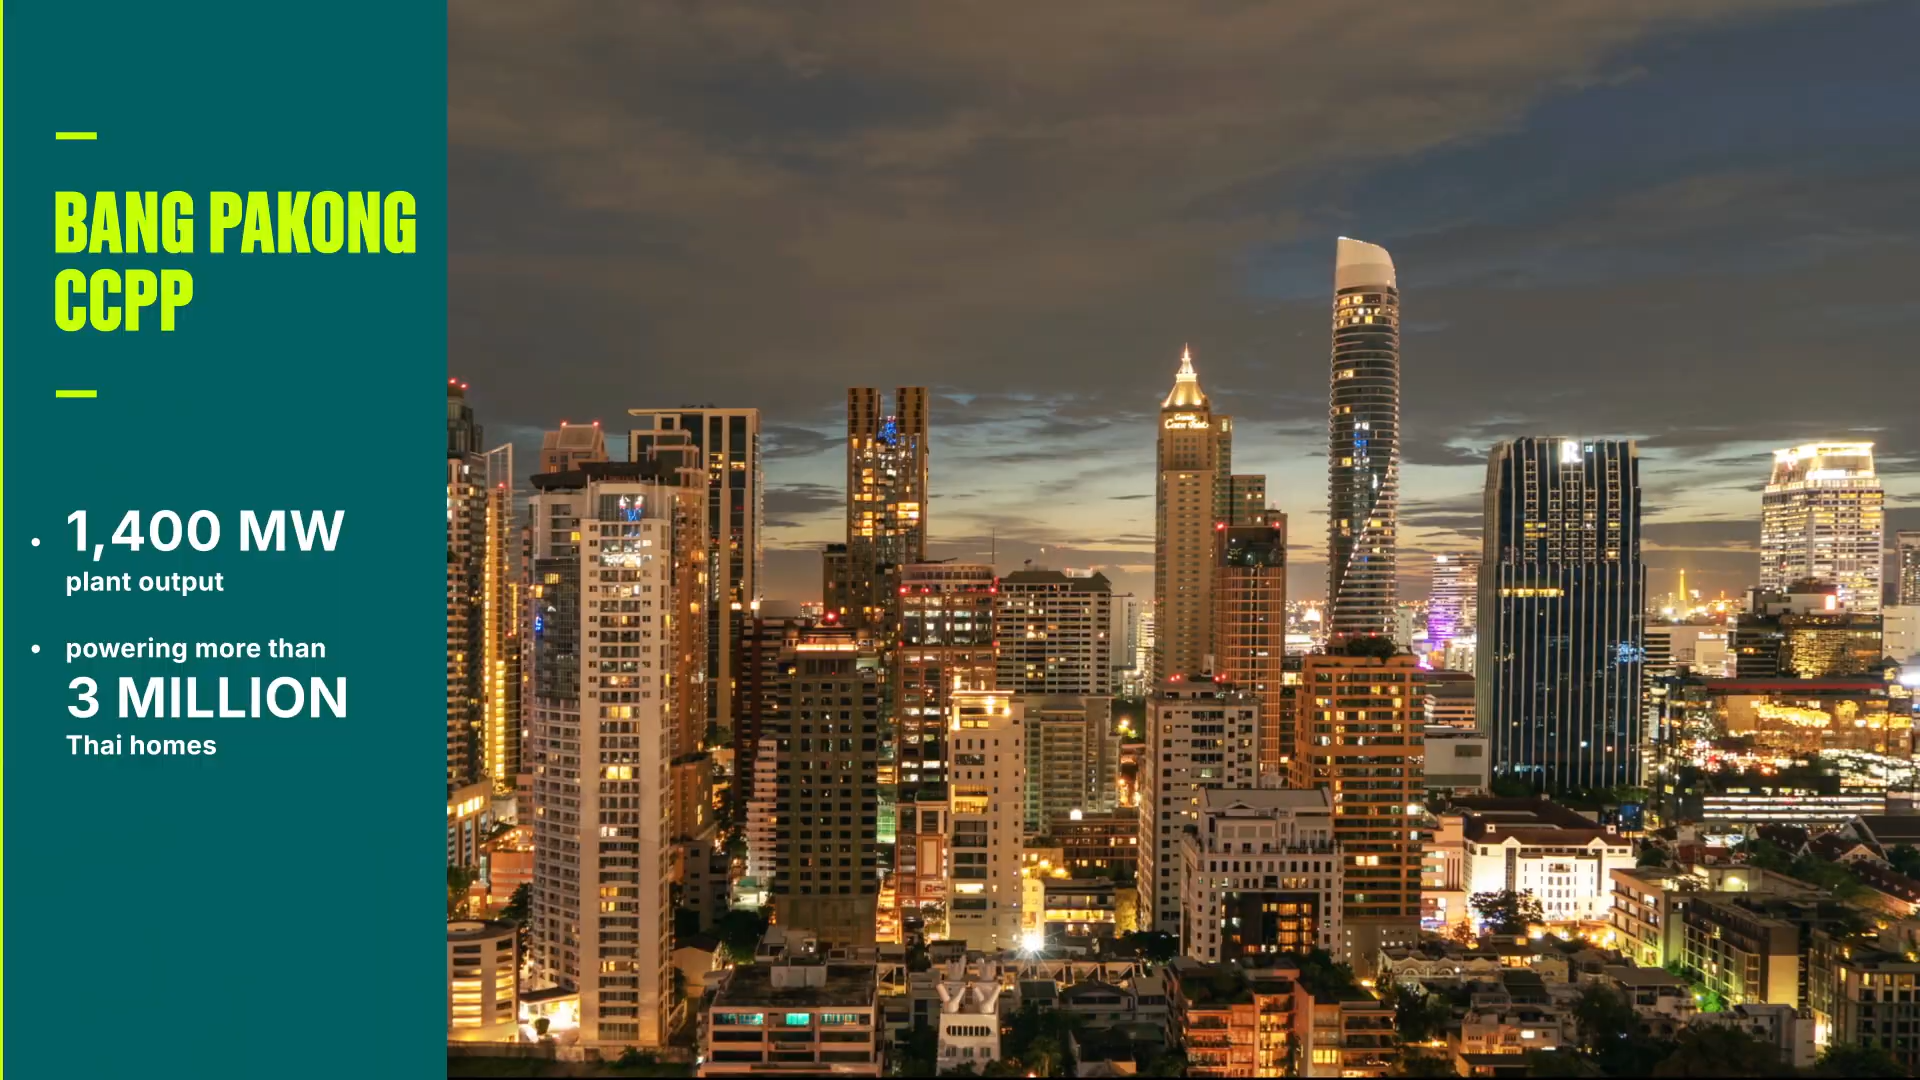 BANG PAKONG
CCPP
1,400 MW
plant output
powering more than
3 MILLION
Thai homes
R